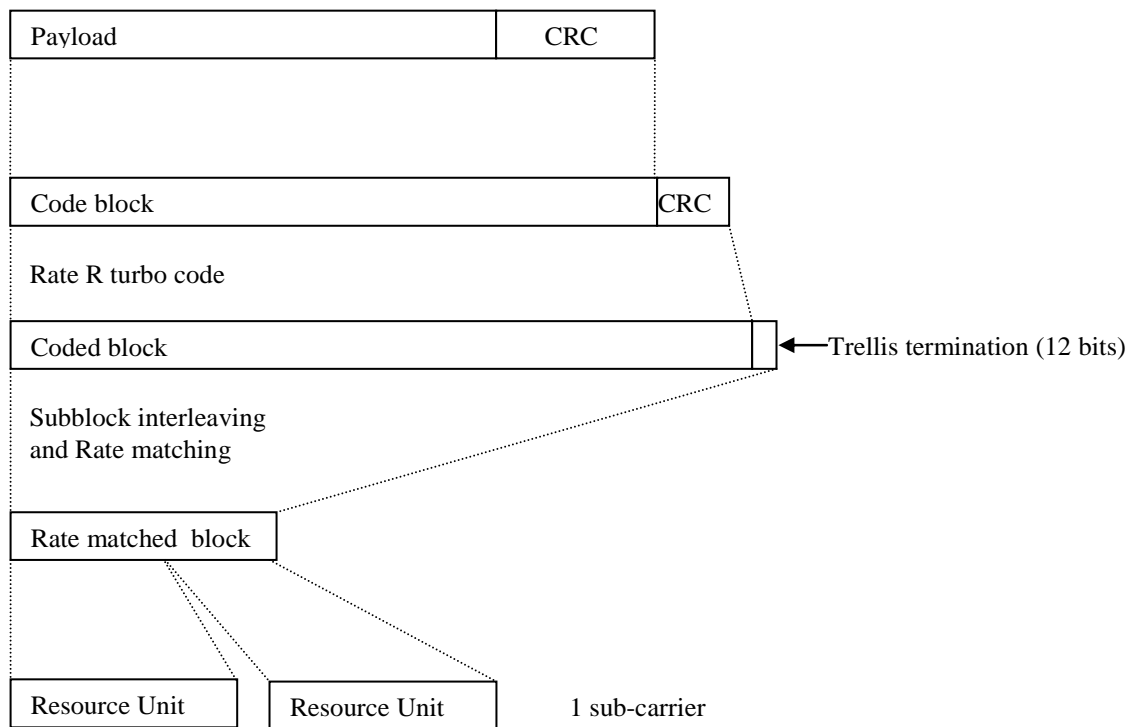 Payload CRC
Code block CRC
Rate R turbo code
Coded block
Trellis termination (12 bits)
Subblock interleaving
and Rate matching
Rate matched block
Resource Unit Resource Unit 1 sub-carrier